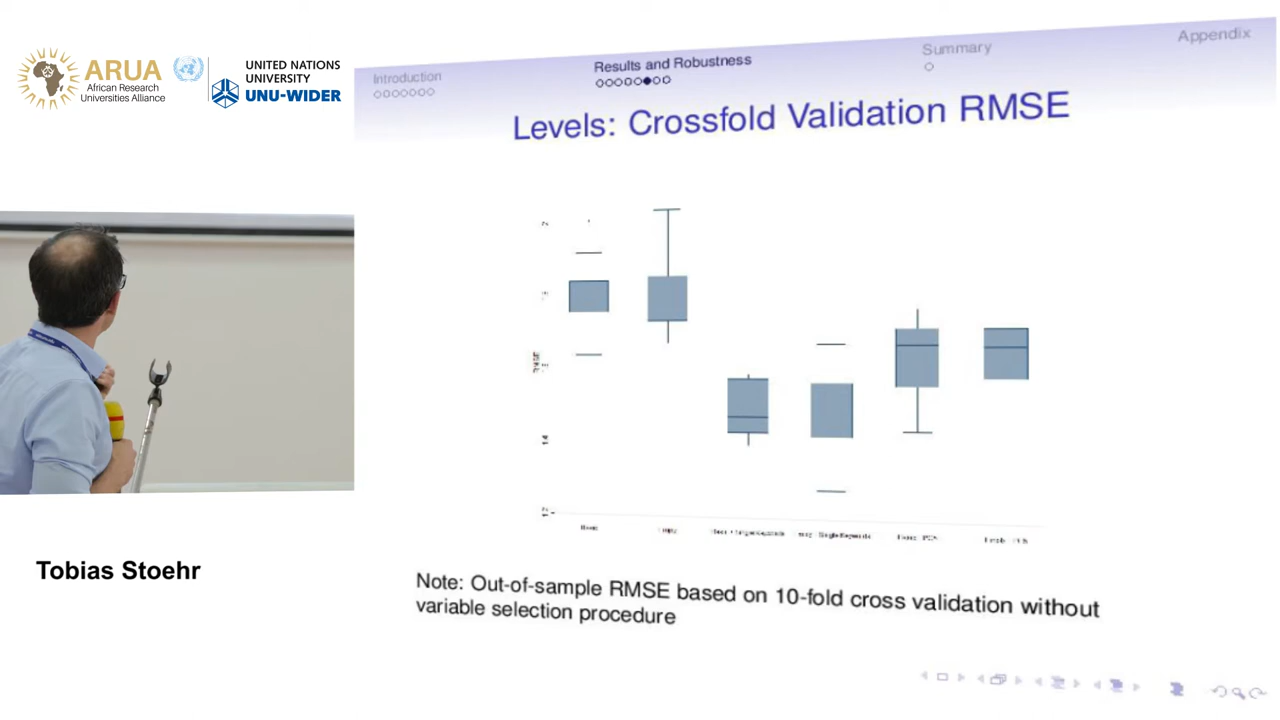 ARUA
African Research
Universities Alliance
UNITED NATIONS
UNIVERSITY
UNU-WIDER
Introduction
Results and Robustness
Summary
Appendix
Levels: Crossfold Validation RMSE
Note: Out-of-sample RMSE based on 10-fold cross validation without
variable selection procedure
Tobias Stoehr